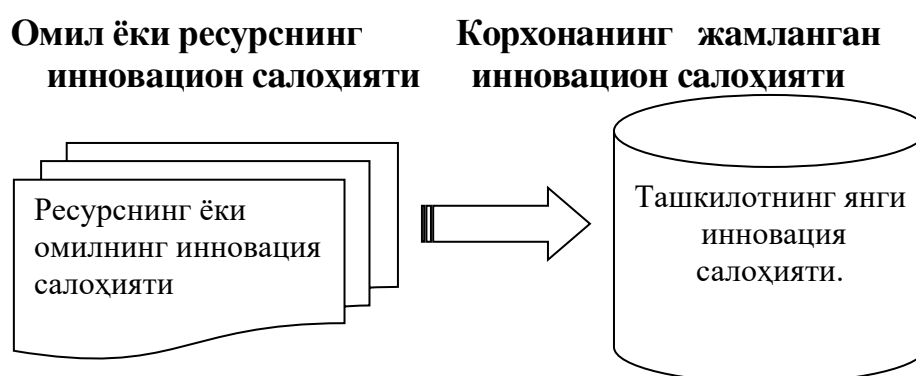 Омил ёки ресурснинг
инновацион салоҳияти
Корхонанинг жамланган
инновацион салоҳияти
Ресурснинг ёки
омилнинг инновация
салоҳияти
Ташкилотнинг янги
инновация
салоҳияти.